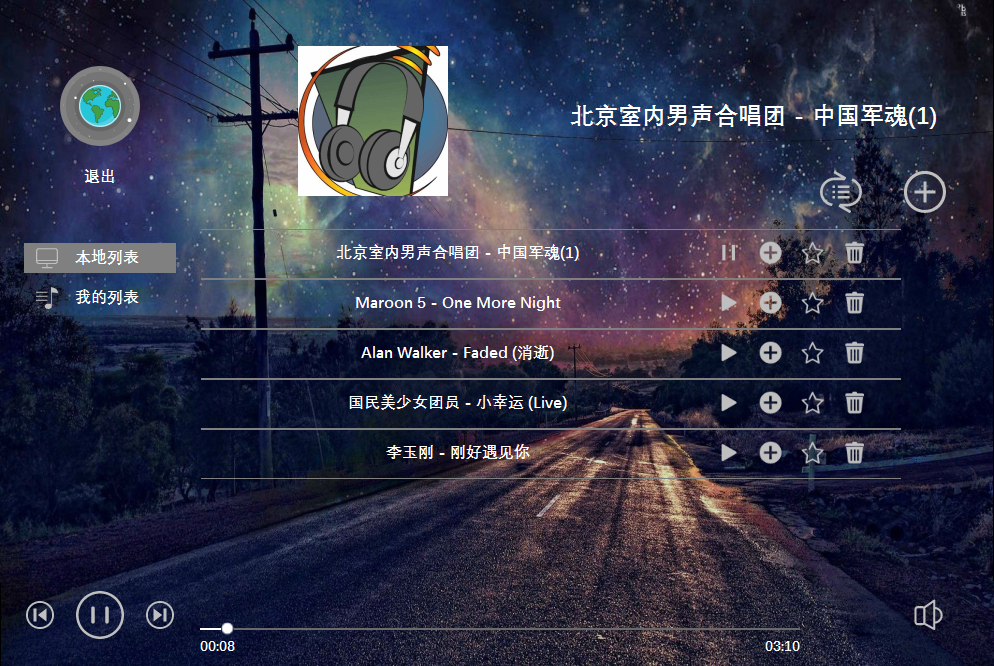 北京室内男声合唱团 - 中国军魂(1)
退出
本地列表
我的列表
北京室内男声合唱团 - 中国军魂(1)
Maroon 5 - One More Night
Alan Walker - Faded (消逝)
国民美少女团员 - 小幸运 (Live)
李玉刚 - 刚好遇见你
00:08
03:10